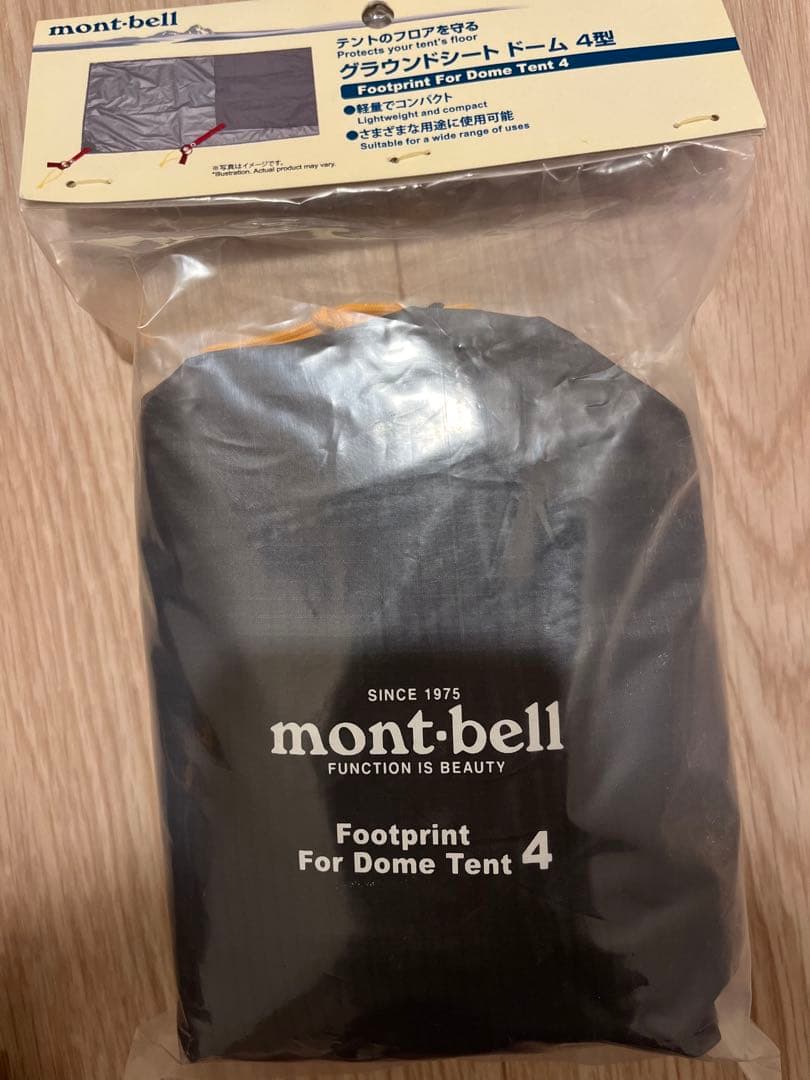 mont-bell
テントのフロアを守る
Protects your tent's floor
グラウンドシート ドーム 4型
Footprint For Dome Tent 4
●軽量でコンパクト
Lightweight and compact
●さまざまな用途に使用可能
Suitable for a wide range of uses
※写真はイメージです。
*Illustration. Actual product may vary.
SINCE 1975
mont-bell
FUNCTION IS BEAUTY
Footprint
For Dome Tent 4